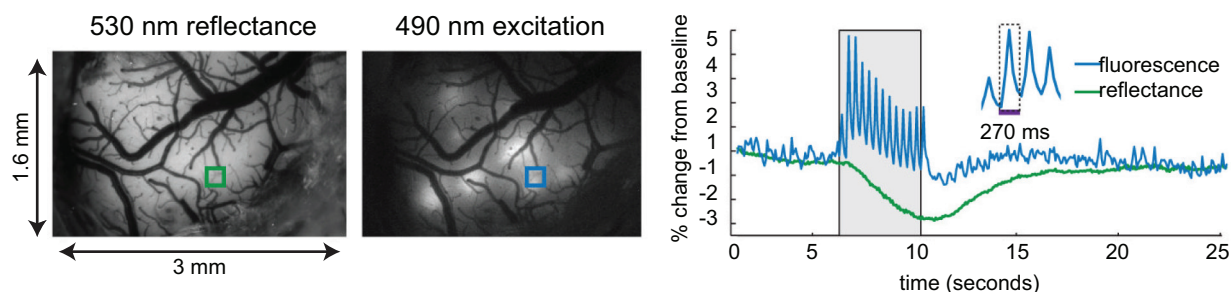 530 nm reflectance
490 nm excitation
1.6 mm
3 mm
% change from baseline
5
4
3
2
1
-1
-2
-3
0
5
10
15
20
25
time (seconds)
270 ms
fluorescence
reflectance